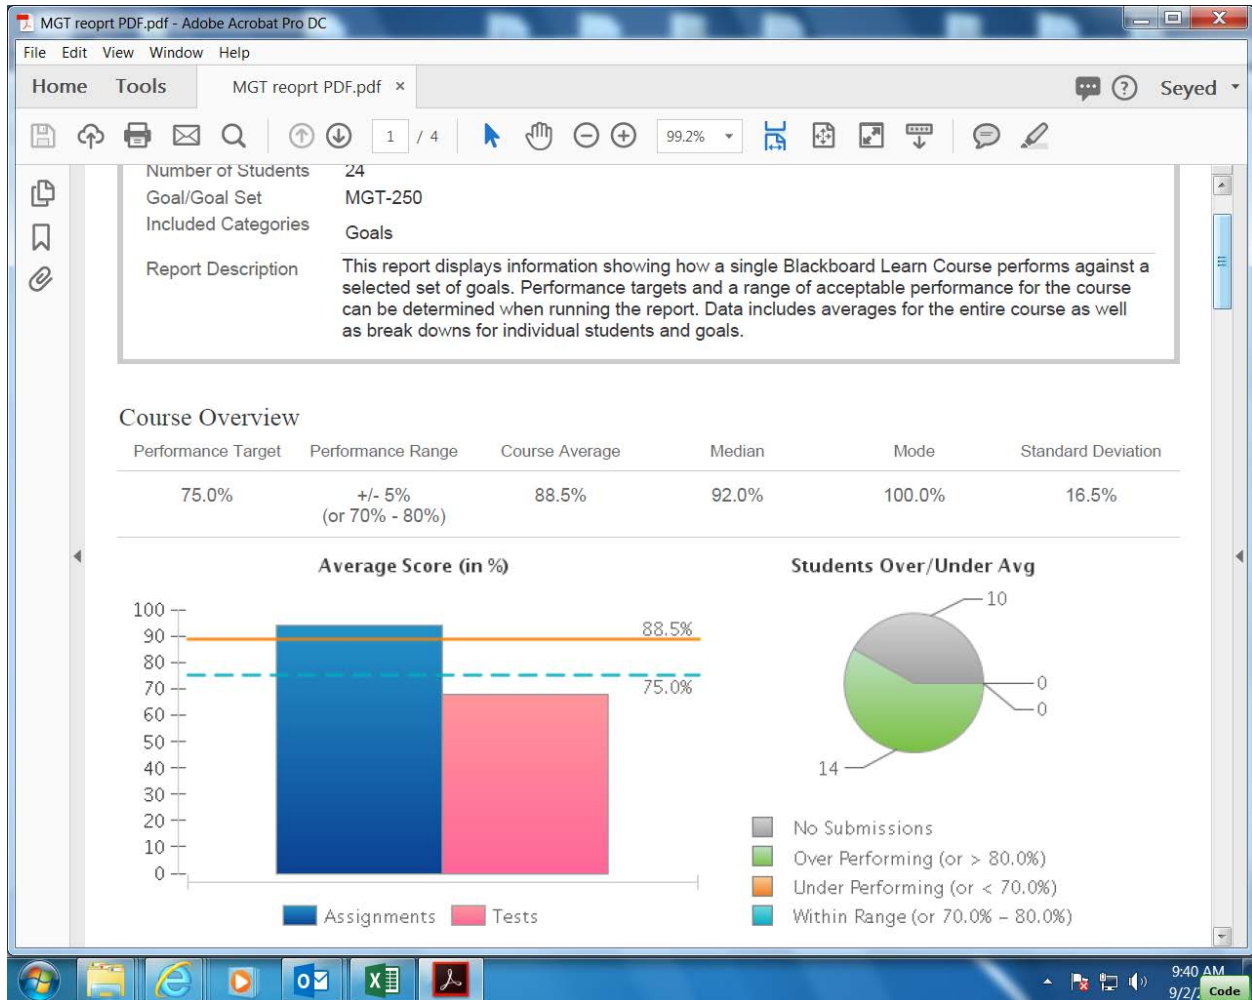 MGT reoprt PDF.pdf - Adobe Acrobat Pro DC
File Edit View Window Help
Home Tools MGT reoprt PDF.pdf × ? Seyed
1 / 4 99.2%
Number of Students 24
Goal/Goal Set MGT-250
Included Categories Goals
Report Description This report displays information showing how a single Blackboard Learn Course performs against a
selected set of goals. Performance targets and a range of acceptable performance for the course
can be determined when running the report. Data includes averages for the entire course as well
as break downs for individual students and goals.
Course Overview
Performance Target Performance Range Course Average Median Mode Standard Deviation
75.0% +/- 5% 88.5% 92.0% 100.0% 16.5%
(or 70% - 80%)
Average Score (in %)
100
90
80
70
60
50
40
30
20
10
0
88.5%
75.0%
Assignments Tests
Students Over/Under Avg
10
0
0
14
No Submissions
Over Performing (or > 80.0%)
Under Performing (or < 70.0%)
Within Range (or 70.0% – 80.0%)
9:40 AM
Code